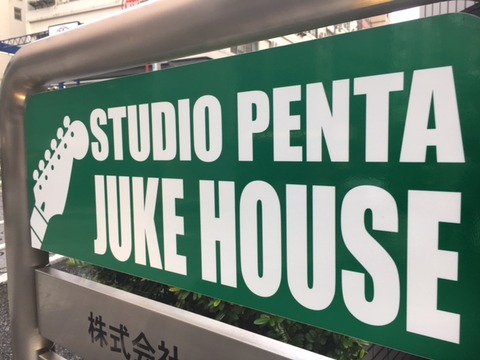 STUDIO PENTA
JUKE HOUSE
株式会社